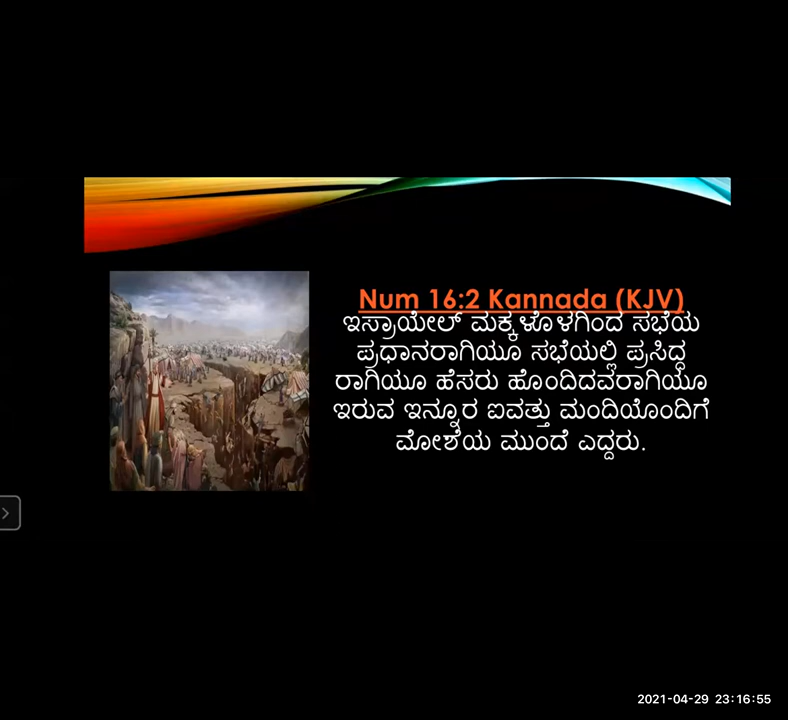 Num 16:2 Kannada (KJV)
ಇಸ್ರಾಯೇಲ್ ಮಕ್ಕಳೊಳಗಿಂದ ಸಭೆಯ
ಪ್ರಧಾನರಾಗಿಯೂ ಸಭೆಯಲ್ಲಿ ಪ್ರಸಿದ್ಧ
ರಾಗಿಯೂ ಹೆಸರು ಹೊಂದಿದವರಾಗಿಯೂ
ಇರುವ ಇನ್ನೂರ ಐವತ್ತು ಮಂದಿಯೊಂದಿಗೆ
ಮೋಶೆಯ ಮುಂದೆ ಎದ್ದರು.
2021-04-29 23:16:55